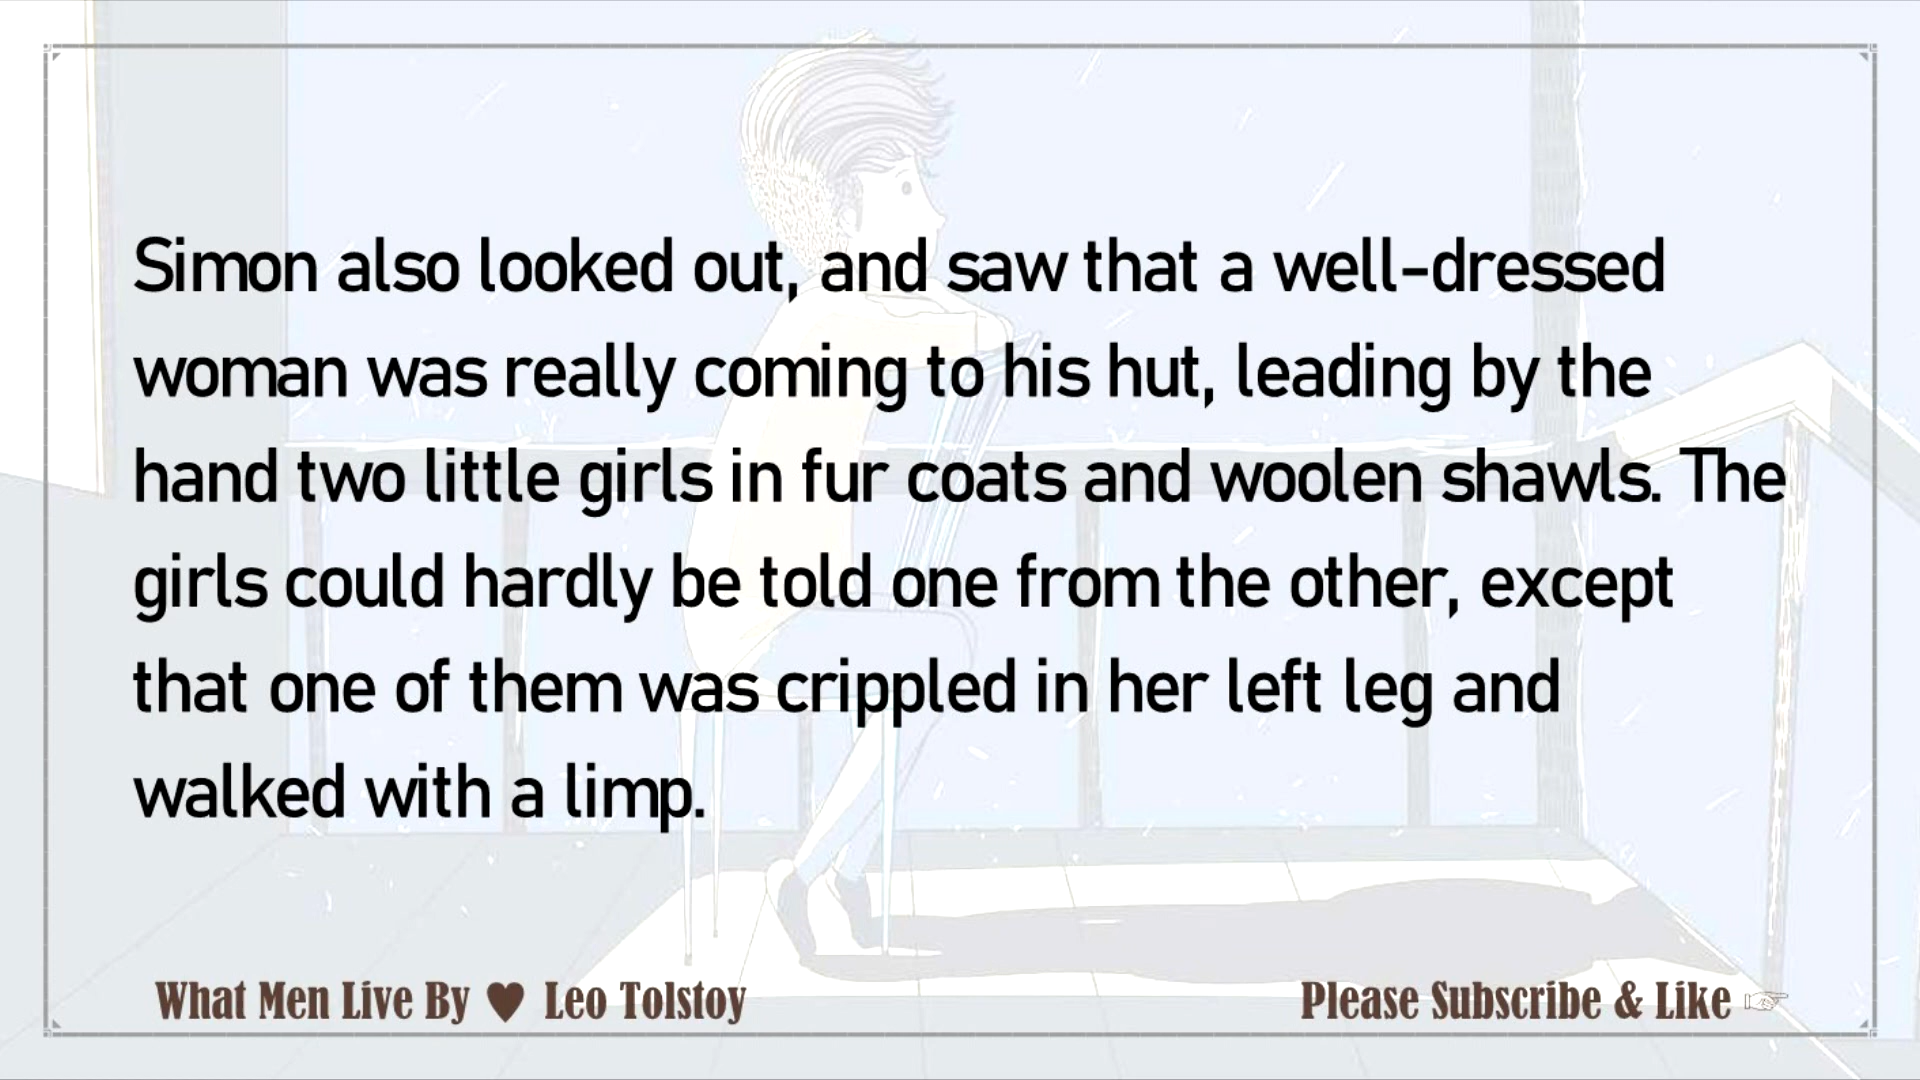 Simon also looked out, and saw that a well-dressed
woman was really coming to his hut, leading by the
hand two little girls in fur coats and woolen shawls. The
girls could hardly be told one from the other, except
that one of them was crippled in her left leg and
walked with a limp.
What Men Live By ♥ Leo Tolstoy
Please Subscribe & Like ☞